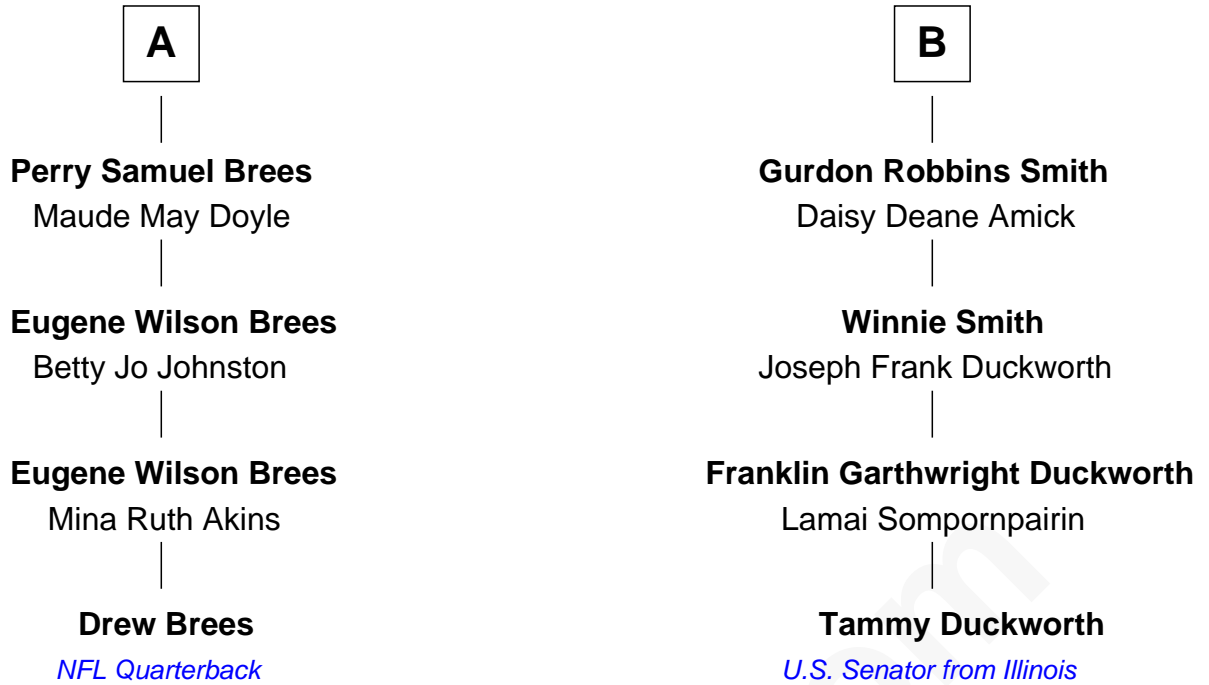 A
Perry Samuel Brees
Maude May Doyle
Eugene Wilson Brees
Betty Jo Johnston
Eugene Wilson Brees
Mina Ruth Akins
Drew Brees
NFL Quarterback
B
Gurdon Robbins Smith
Daisy Deane Amick
Winnie Smith
Joseph Frank Duckworth
Franklin Garthwright Duckworth
Lamai Sompornpairin
Tammy Duckworth
U.S. Senator from Illinois